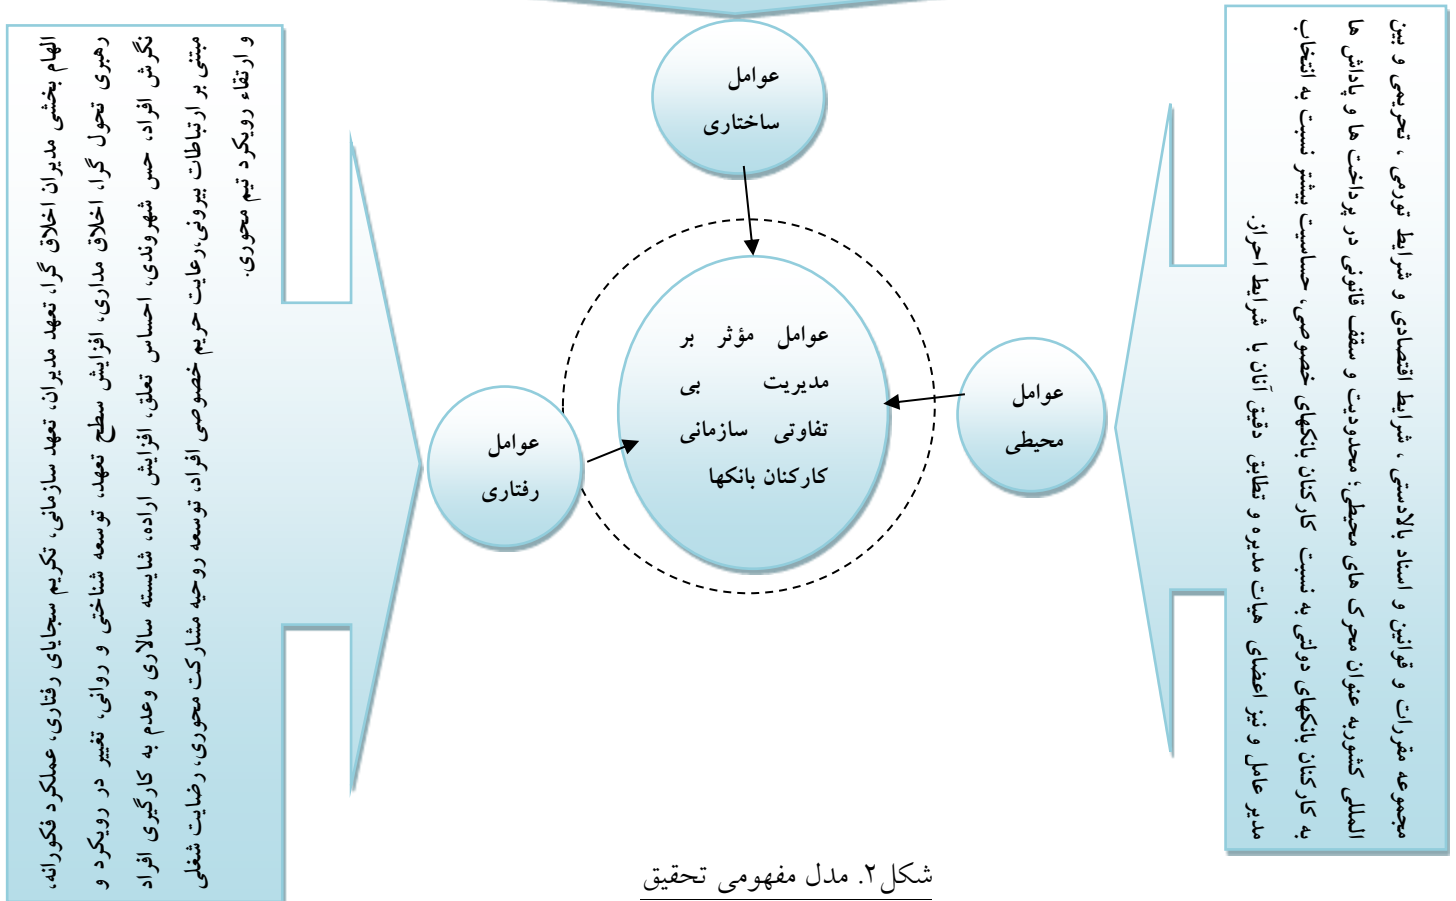 عوامل
ساختاری
مجموعه مقررات و قوانین و اسناد بالادستی ، شرایط اقتصادی و شرایط تورمی ، تحریمی و بین
المللی کشوربه عنوان محرک های محیطی؛ محدودیت و سقف قانونی در پرداخت ها و پاداش ها
به کارکنان بانکهای دولتی به نسبت کارکنان بانکهای خصوصی، حساسیت بیشتر نسبت به انتخاب
مدیر عامل و نیز اعضای هیات مدیره و تطابق دقیق آنان با شرایط احراز.
عوامل مؤثر بر
مدیریت بی
تفاوتی سازمانی
کارکنان بانکها
عوامل
محیطی
عوامل
رفتاری
الهام بخشی مدیران اخلاق گرا، تعهد مدیران، تعهد سازمانی، تکریم سجایای رفتاری، عملکرد فکورانه،
رهبری تحول گرا، اخلاق مداری، افزایش سطح تعهد، توسعه شناختی و روانی، تغییر در رویکرد و
نگرش افراد، حس شهروندی، احساس تعلق، افزایش اراده، شایسته سالاری وعدم به کارگیری افراد
مبتنی بر ارتباطات بیرونی،رعایت حریم خصوصی افراد، توسعه روحیه مشارکت محوری، رضایت شغلی
و ارتقاء رویکرد تیم محوری.
شکل۲. مدل مفهومی تحقیق